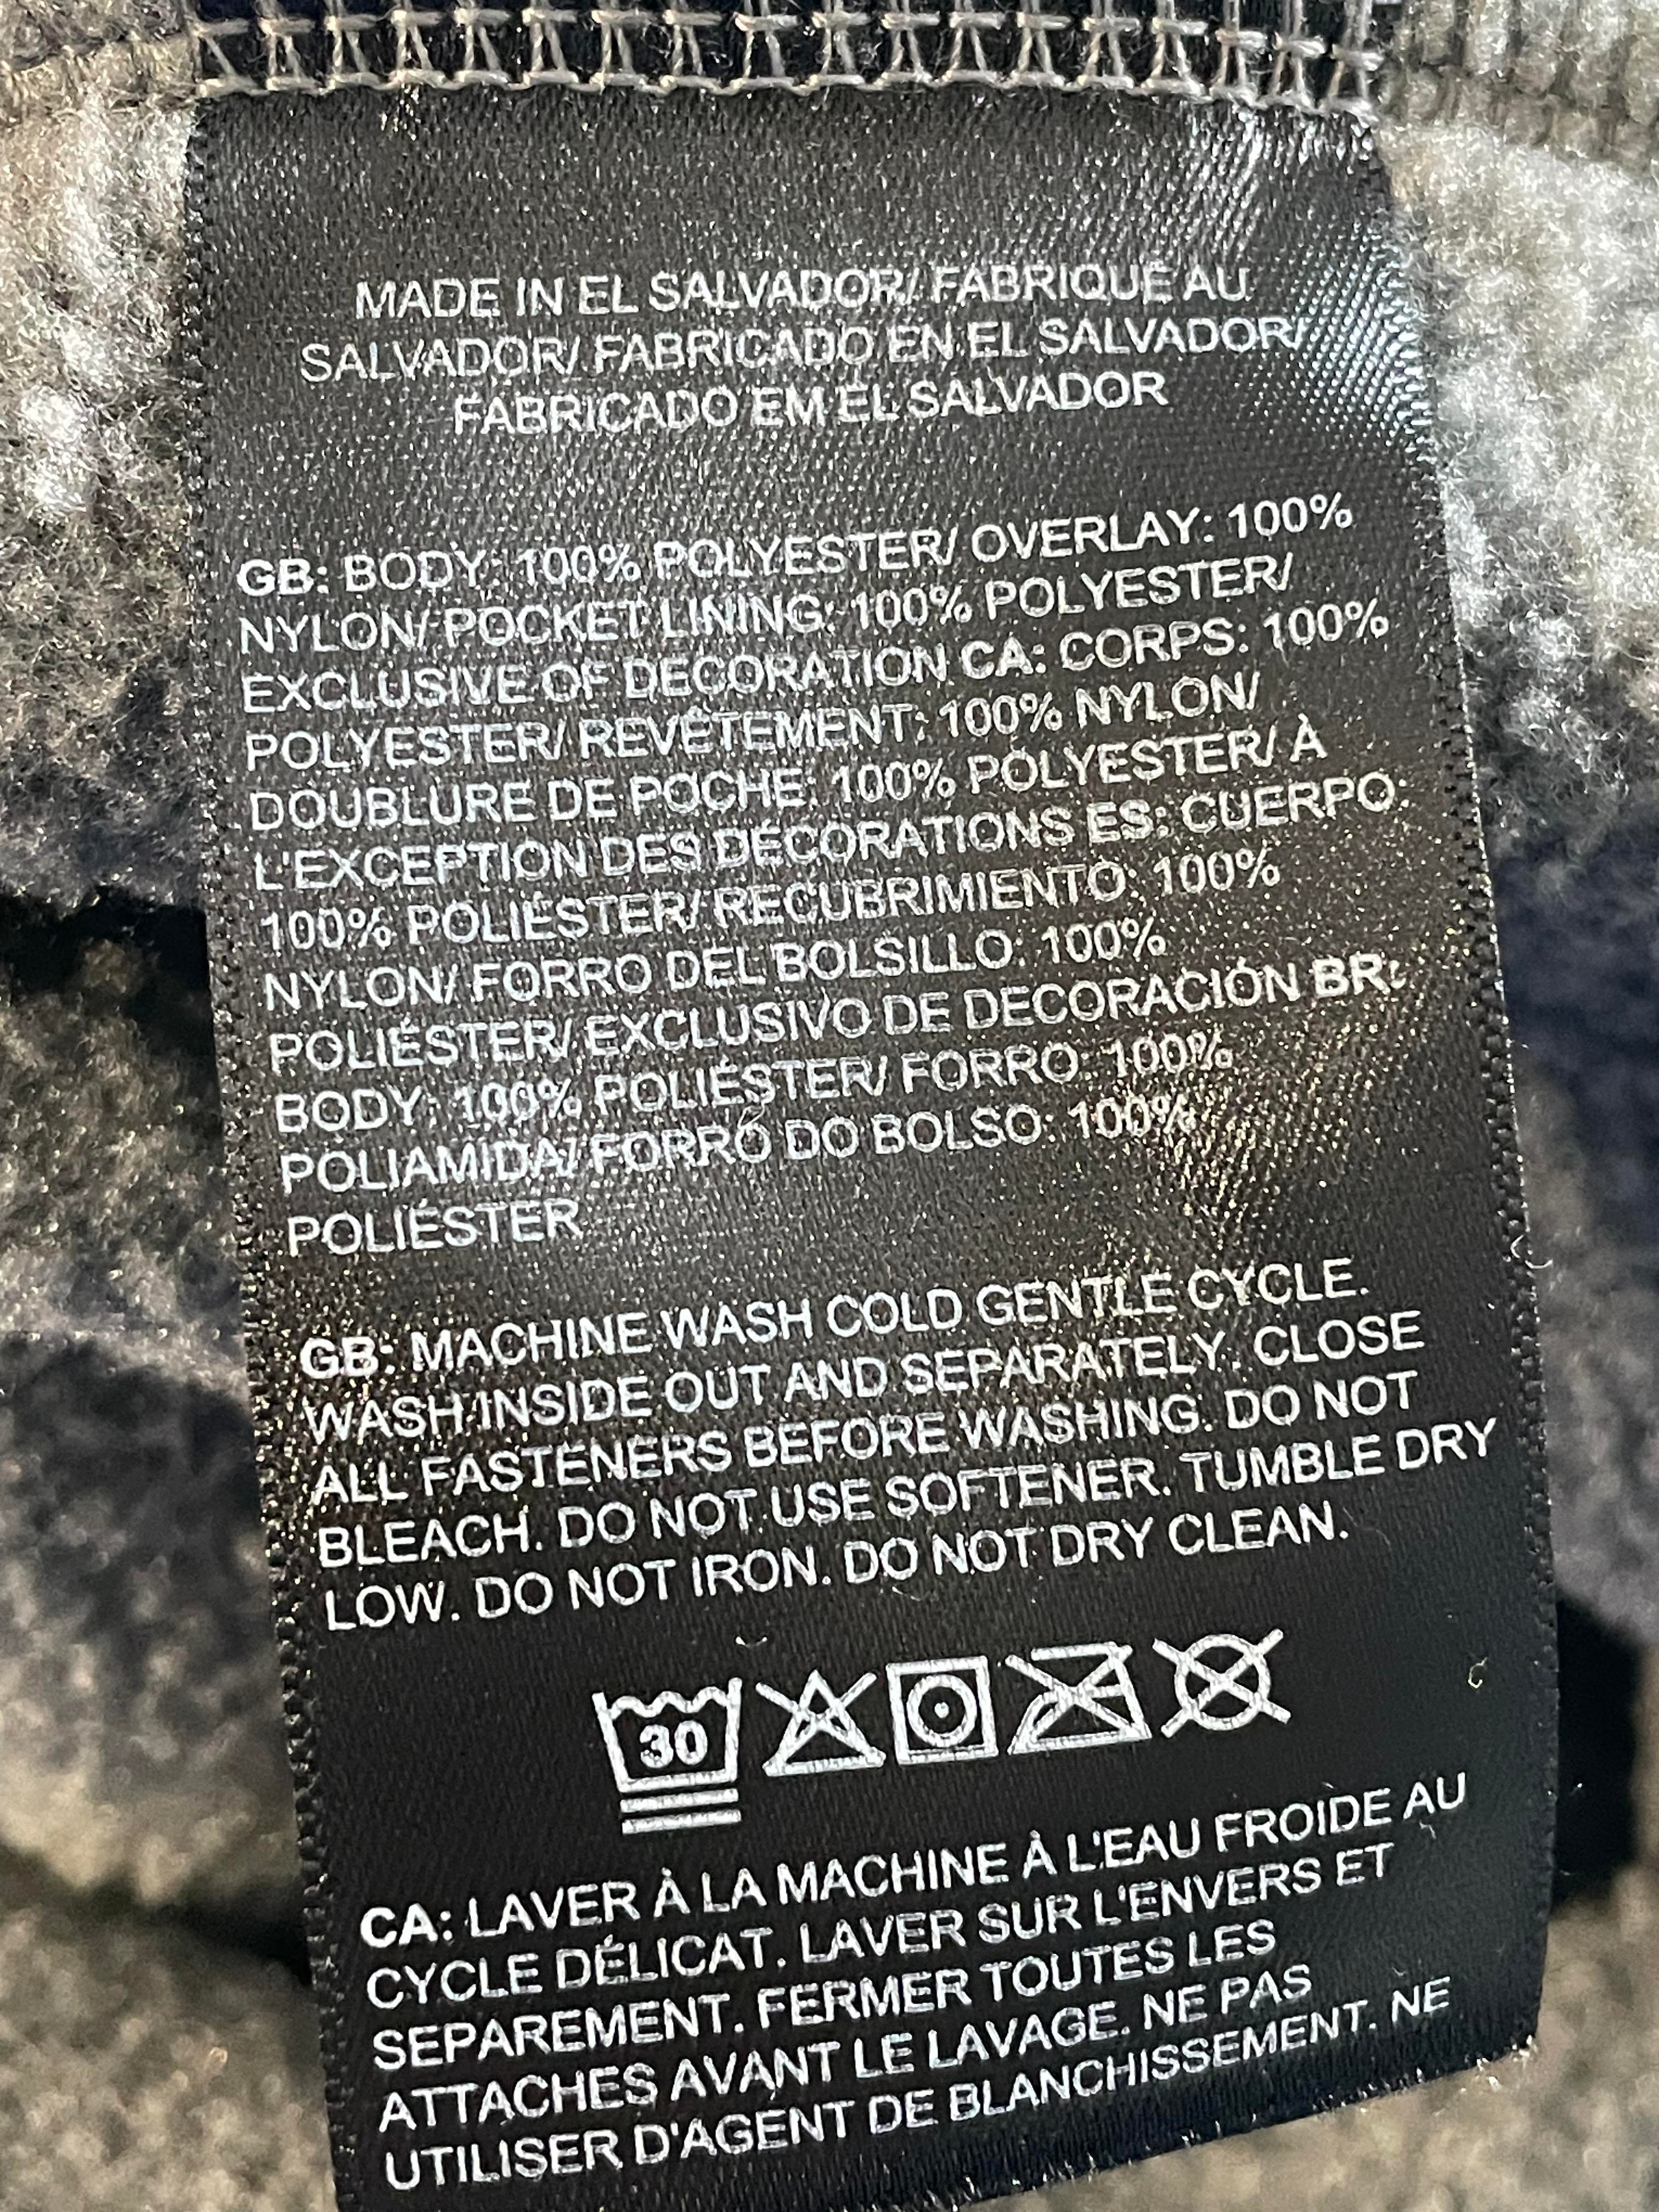 MADE IN EL SALVADOR/ FABRIQUÉ AU
SALVADOR/ FABRICADO EN EL SALVADOR/
FABRICADO EM EL SALVADOR
GB: BODY: 100% POLYESTER/ OVERLAY: 100%
NYLON/ POCKET LINING: 100% POLYESTER/
EXCLUSIVE OF DECORATION CA: CORPS: 100%
POLYESTER/ REVÊTEMENT: 100% NYLON/
DOUBLURE DE POCHE: 100% POLYESTER/ À
L'EXCEPTION DES DÉCORATIONS ES: CUERPO:
100% POLIÉSTER/ RECUBRIMIENTO: 100%
NYLON/ FORRO DEL BOLSILLO: 100%
POLIÉSTER/ EXCLUSIVO DE DECORACIÓN BR:
BODY: 100% POLIÉSTER/ FORRO: 100%
POLIAMIDA/ FORRO DO BOLSO: 100%
POLIÉSTER
GB: MACHINE WASH COLD GENTLE CYCLE.
WASH INSIDE OUT AND SEPARATELY. CLOSE
ALL FASTENERS BEFORE WASHING. DO NOT
BLEACH. DO NOT USE SOFTENER. TUMBLE DRY
LOW. DO NOT IRON. DO NOT DRY CLEAN.
30
CA: LAVER À LA MACHINE À L'EAU FROIDE AU
CYCLE DÉLICAT. LAVER SUR L'ENVERS ET
SEPAREMENT. FERMER TOUTES LES
ATTACHES AVANT LE LAVAGE. NE PAS
UTILISER D'AGENT DE BLANCHISSEMENT. NE